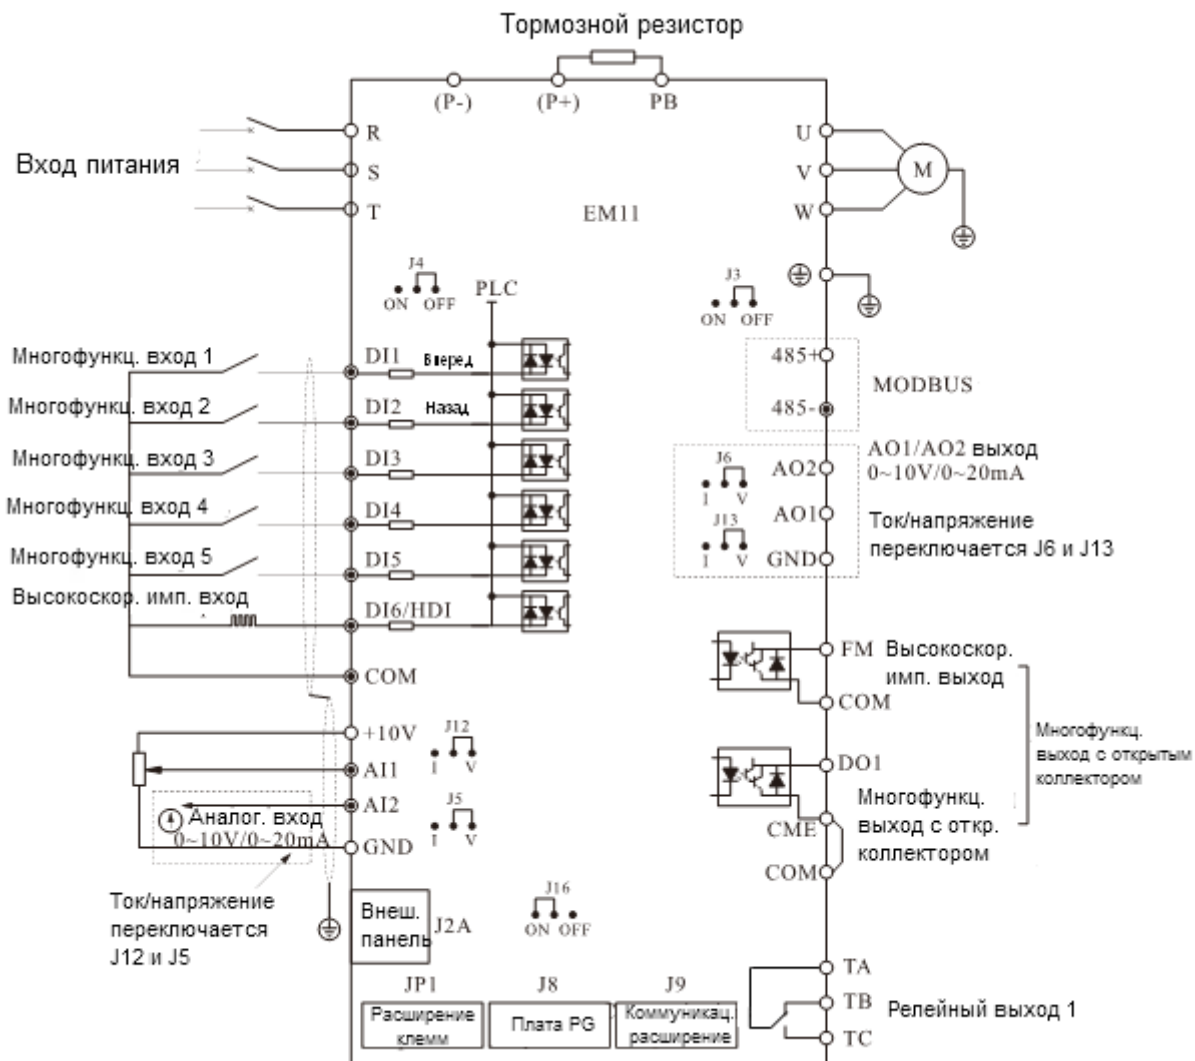 Тормозной резистор
(P-)
(P+)
PB
R
U
Вход питания
S
V
M
T
W
EM11
J4
ON OFF
PLC
J3
ON OFF
Многофункц. вход 1
DI1
Вперед
485+
MODBUS
Многофункц. вход 2
DI2
Назад
485-
Многофункц. вход 3
DI3
J6
I V
AO2
AO1/AO2 выход
0~10V/0~20mA
Многофункц. вход 4
DI4
J13
I V
AO1
Ток/напряжение
переключается J6 и J13
Многофункц. вход 5
DI5
GND
Высокоскор. имп. вход
DI6/HDI
COM
FM
Высокоскор.
имп. выход
COM
+10V
J12
I V
AI1
DO1
Многофункц.
выход с открытым
коллектором
AI2
J5
I V
Аналог. вход
0~10V/0~20mA
GND
Многофункц.
выход с откр.
коллектором
CME
COM
Ток/напряжение
переключается
J12 и J5
Внеш.
панель
J2A
J16
ON OFF
TA
JP1
J8
J9
Расширение
клемм
Плата PG
Коммуникац.
расширение
TB
Релейный выход 1
TC